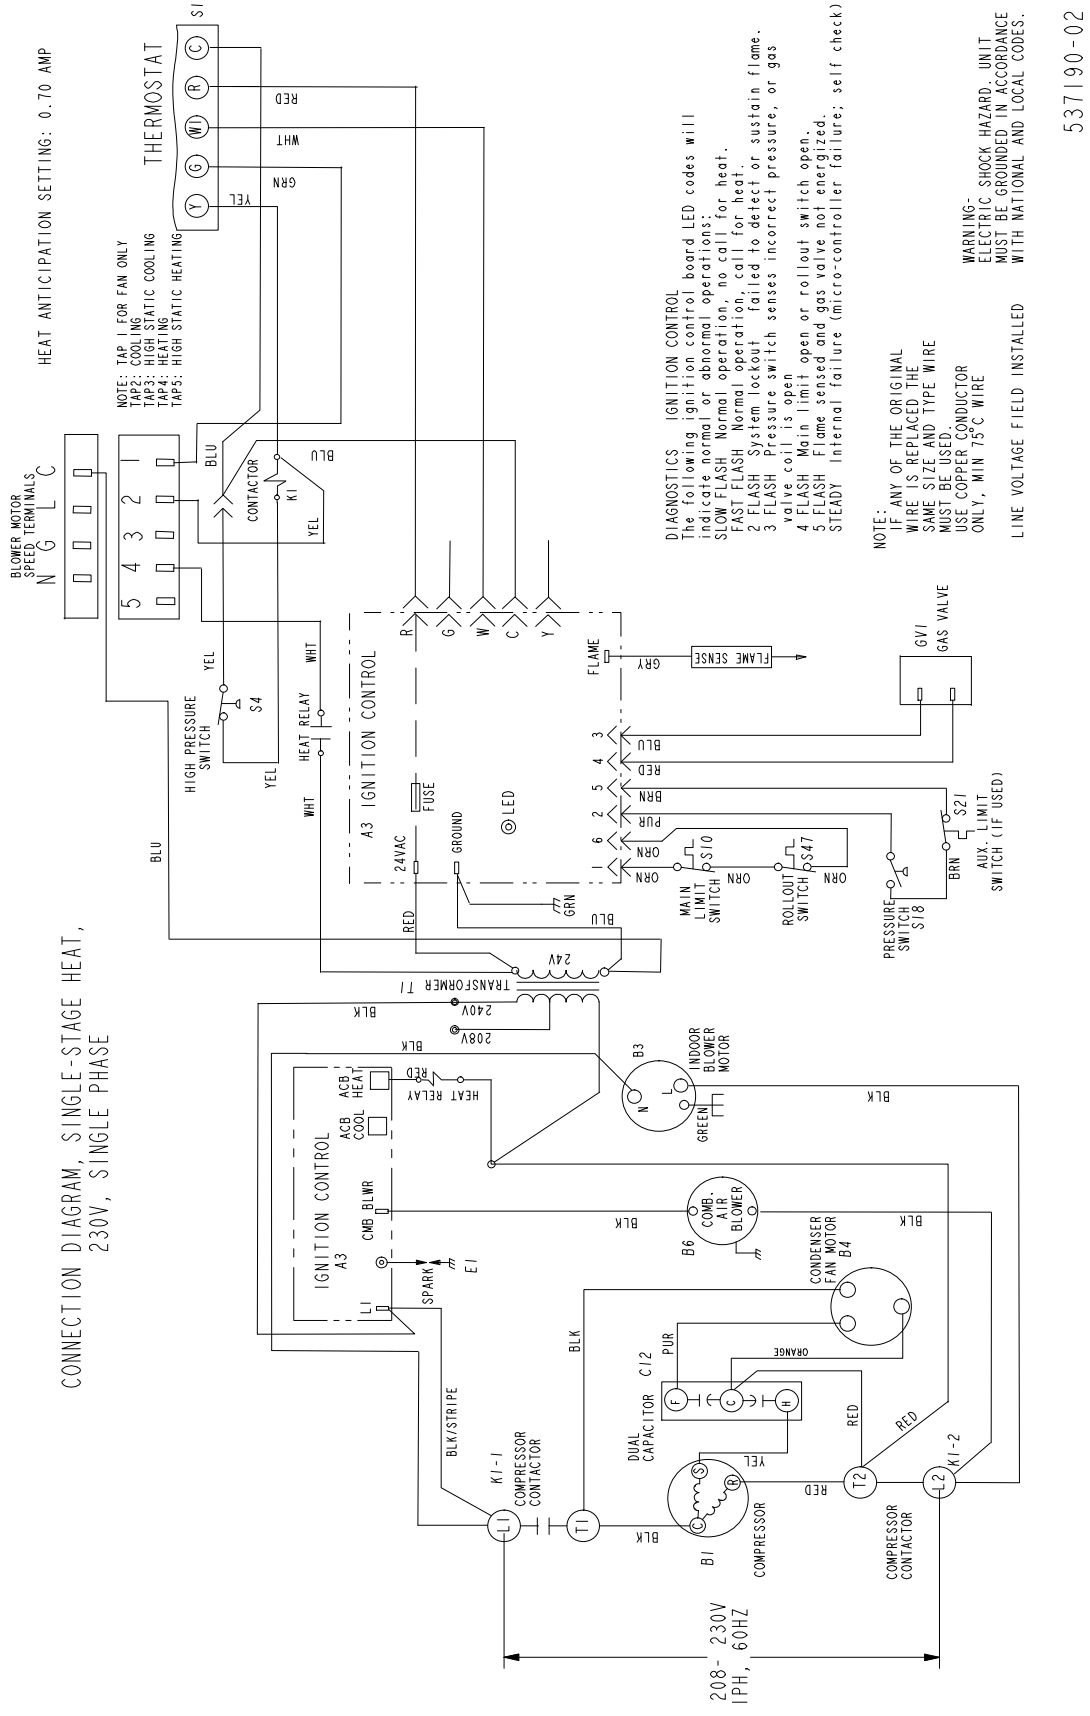 CONNECTION DIAGRAM, SINGLE-STAGE HEAT,
230V, SINGLE PHASE
HEAT ANTICIPATION SETTING: 0.70 AMP
THERMOSTAT
S1
Y
G
W1
R
C
YEL
GRN
WHT
RED
BLOWER MOTOR
SPEED TERMINALS
N G L C
5 4 3 2 1
NOTE: TAP 1 FOR FAN ONLY
TAP2: COOLING
TAP3: HIGH STATIC COOLING
TAP4: HEATING
TAP5: HIGH STATIC HEATING
BLU
HIGH PRESSURE
SWITCH
S4
YEL
YEL
BLU
CONTACTOR
K1
YEL
BLU
WHT
HEAT RELAY
WHT
A3 IGNITION CONTROL
24VAC
FUSE
GROUND
LED
R
G
W
C
Y
FLAME
GRY
FLAME SENSE
RED
GRN
BLU
1
6
2
5
4
3
ORN
ORN
PUR
BRN
RED
BLU
MAIN
LIMIT
SWITCH
S10
ORN
ROLLOUT
SWITCH
S47
ORN
PRESSURE
SWITCH
S18
BRN
S21
AUX. LIMIT
SWITCH (IF USED)
GV1
GAS VALVE
24V
TRANSFORMER T1
240V
208V
BLK
BLK
IGNITION CONTROL
A3
L1
CMB BLWR
ACB
COOL
ACB
HEAT
RED
HEAT RELAY
SPARK
E1
B3
N
L
GREEN
INDOOR
BLOWER
MOTOR
BLK
BLK
B6
COMB.
AIR
BLOWER
BLK
CONDENSER
FAN MOTOR
B4
BLK
PUR
C12
ORANGE
DUAL
CAPACITOR
F
C
H
BLK/STRIPE
K1-1
COMPRESSOR
CONTACTOR
L1
T1
BLK
YEL
S
R
C
B1
COMPRESSOR
RED
RED
RED
T2
L2
K1-2
COMPRESSOR
CONTACTOR
208- 230V
1PH, 60HZ
DIAGNOSTICS IGNITION CONTROL
The following ignition control board LED codes will
indicate normal or abnormal operations:
SLOW FLASH Normal operation, no call for heat.
FAST FLASH Normal operation, call for heat.
2 FLASH System lockout failed to detect or sustain flame.
3 FLASH Pressure switch senses incorrect pressure, or gas
valve coil is open
4 FLASH Main limit open or rollout switch open.
5 FLASH Flame sensed and gas valve not energized.
STEADY Internal failure (micro-controller failure; self check)
NOTE:
IF ANY OF THE ORIGINAL
WIRE IS REPLACED THE
SAME SIZE AND TYPE WIRE
MUST BE USED.
USE COPPER CONDUCTOR
ONLY, MIN 75°C WIRE
LINE VOLTAGE FIELD INSTALLED
WARNING-
ELECTRIC SHOCK HAZARD. UNIT
MUST BE GROUNDED IN ACCORDANCE
WITH NATIONAL AND LOCAL CODES.
537190-02